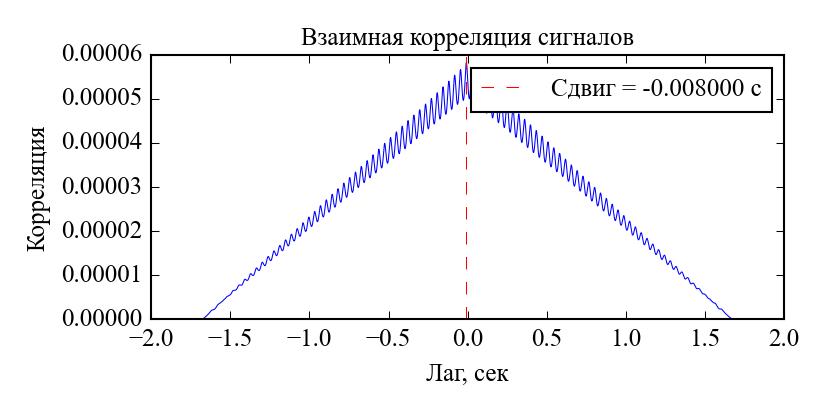 Взаимная корреляция сигналов
0.00006
0.00005
0.00004
0.00003
0.00002
0.00001
0.00000
Корреляция
Сдвиг = -0.008000 с
−2.0 −1.5 −1.0 −0.5 0.0 0.5 1.0 1.5 2.0
Лаг, сек